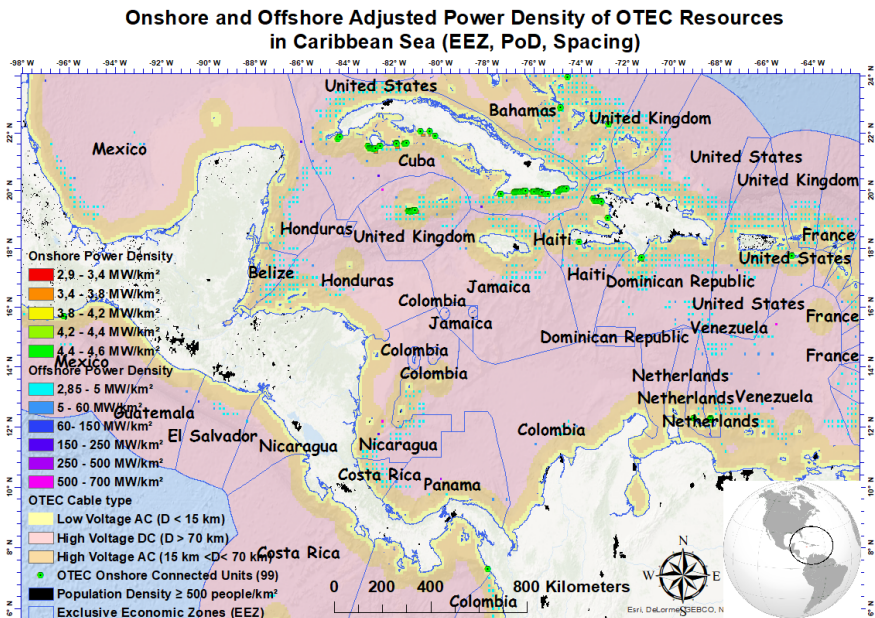 Onshore and Offshore Adjusted Power Density of OTEC Resources
in Caribbean Sea (EEZ, PoD, Spacing)
-98°W -96°W -94°W -92°W -90°W -88°W -86°W -84°W -82°W -80°W -78°W -76°W -74°W -72°W -70°W -68°W -66°W -64°W
24°N
22°N
20°N
18°N
16°N
14°N
12°N
10°N
8°N
6°N
United States
Bahamas
United Kingdom
Mexico
Cuba
United States
United Kingdom
Honduras
United Kingdom
Haiti
France
United States
Belize
Honduras
Haiti
Dominican Republic
Jamaica
Colombia
United States
Jamaica
Venezuela
France
Dominican Republic
Colombia
France
Colombia
Netherlands
Mexico
Netherlands
Venezuela
Guatemala
Netherlands
El Salvador
Nicaragua
Nicaragua
Colombia
Costa Rica
Panama
Costa Rica
Colombia
Onshore Power Density
2,9 - 3,4 MW/km²
3,4 - 3,8 MW/km²
3,8 - 4,2 MW/km²
4,2 - 4,4 MW/km²
4,4 - 4,6 MW/km²
Offshore Power Density
2,85 - 5 MW/km²
5 - 60 MW/km²
60- 150 MW/km²
150 - 250 MW/km²
250 - 500 MW/km²
500 - 700 MW/km²
OTEC Cable type
Low Voltage AC (D < 15 km)
High Voltage DC (D > 70 km)
High Voltage AC (15 km <D< 70 km)
OTEC Onshore Connected Units (99)
Population Density ≥ 500 people/km²
Exclusive Economic Zones (EEZ)
0 200 400 800 Kilometers
N
W E
S
Esri, DeLorme, GEBCO, N